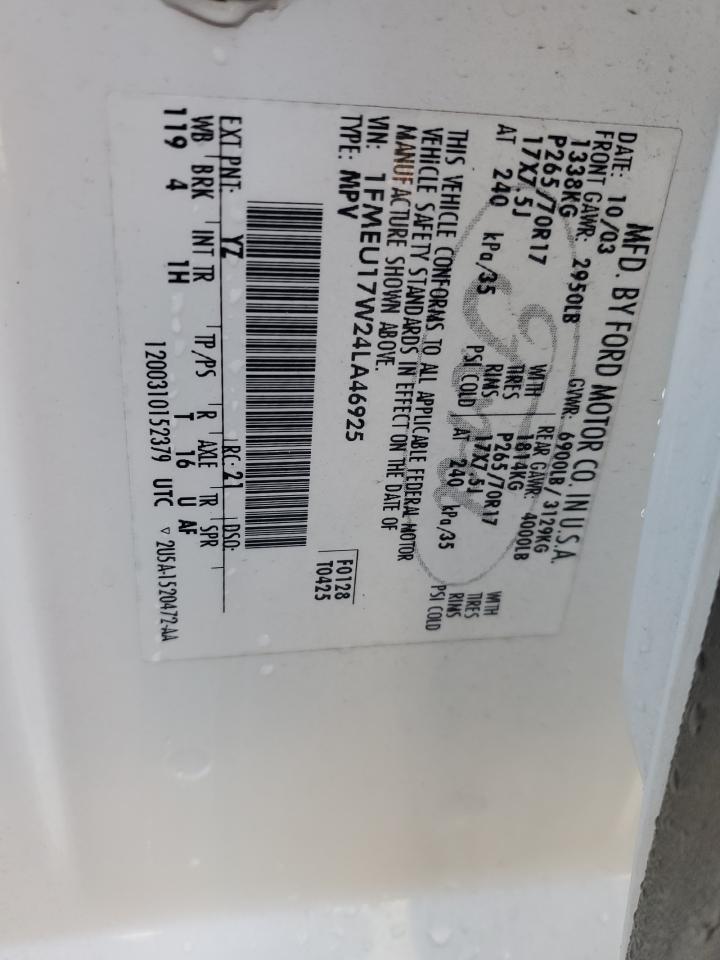 MFD. BY FORD MOTOR CO. IN U.S.A.
DATE: 10/03 GVWR: 6900LB / 3129KG
FRONT GAWR: 2950LB REAR GAWR: 4000LB
1338KG WITH 1814KG WITH
P265/70R17 TIRES P265/70R17 TIRES
17X7.5J RIMS 17X7.5J RIMS
AT 240 kPa/35 PSI COLD AT 240 kPa/35 PSI COLD
THIS VEHICLE CONFORMS TO ALL APPLICABLE FEDERAL MOTOR
VEHICLE SAFETY STANDARDS IN EFFECT ON THE DATE OF
MANUFACTURE SHOWN ABOVE.
VIN: 1FMEU17W24LA46925
TYPE: MPV
F0128
T0425
EXT PNT: YZ RC: 21 DSO:
WB BRK INT TR TP/PS R AXLE TR SPR
119 4 1H T 16 U AF
1200310152379 UTC ▽ 2U5A-1520472-AA